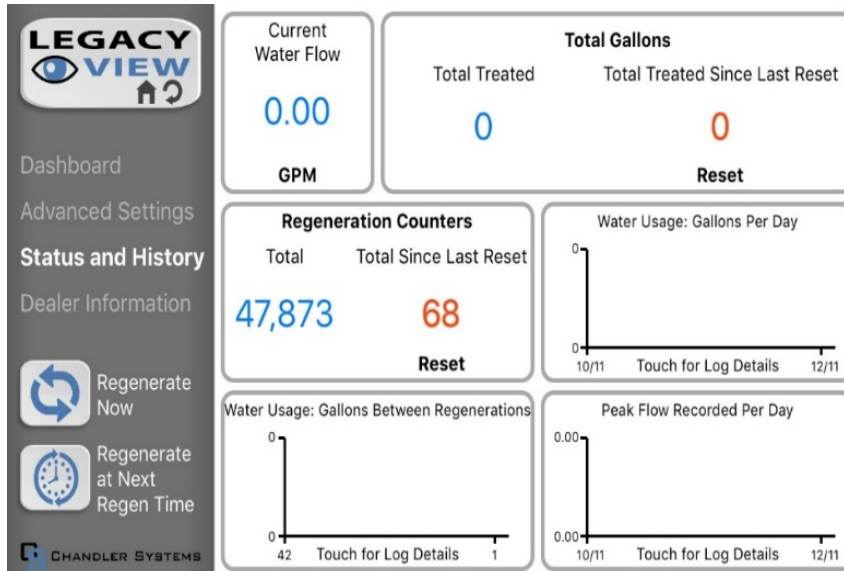 LEGACY
VIEW
Dashboard
Advanced Settings
Status and History
Dealer Information
Regenerate
Now
Regenerate
at Next
Regen Time
CHANDLER SYSTEMS
Current
Water Flow
0.00
GPM
Total Gallons
Total Treated
Total Treated Since Last Reset
0
0
Reset
Regeneration Counters
Total
Total Since Last Reset
47,873
68
Reset
Water Usage: Gallons Per Day
0
0
10/11
Touch for Log Details
12/11
Water Usage: Gallons Between Regenerations
0
0
42
Touch for Log Details
1
Peak Flow Recorded Per Day
0.00
0.00
10/11
Touch for Log Details
12/11